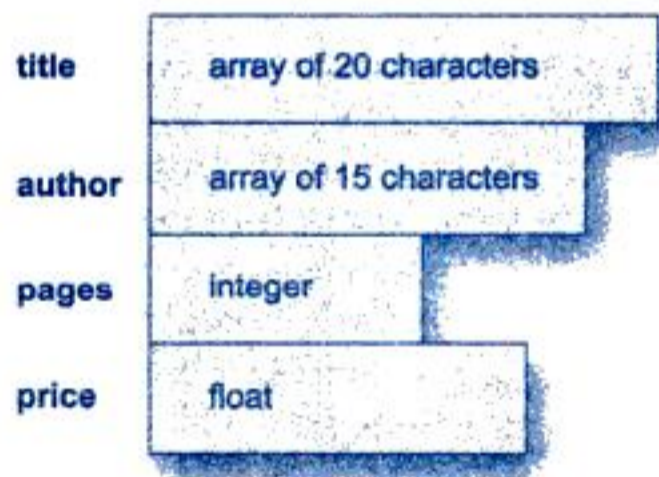 title array of 20 characters
author array of 15 characters
pages integer
price float